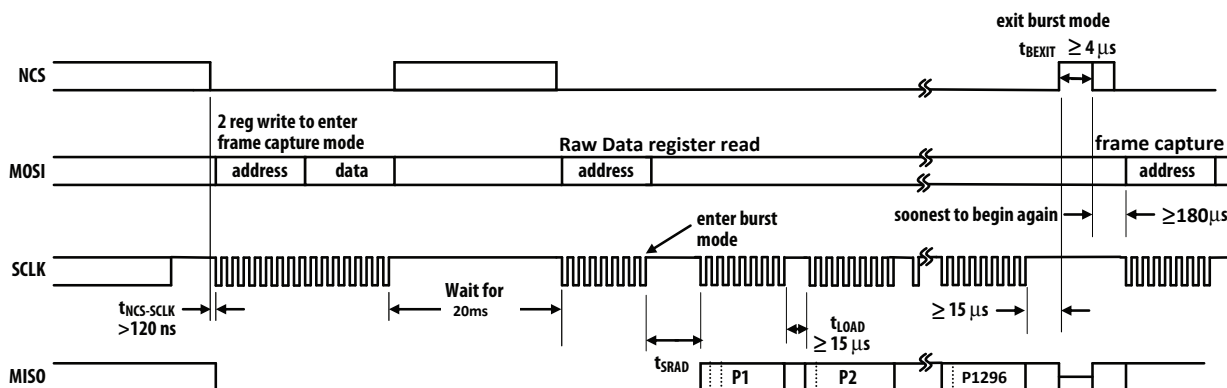 exit burst mode
tBEXIT ≥ 4 μs
NCS
2 reg write to enter
frame capture mode
Raw Data register read
frame capture
MOSI
address
data
address
address
soonest to begin again
≥180μs
enter burst
mode
SCLK
tNCS-SCLK
>120 ns
Wait for
20ms
tSRAD
tLOAD
≥ 15 μs
≥ 15 μs
MISO
P1
P2
P1296